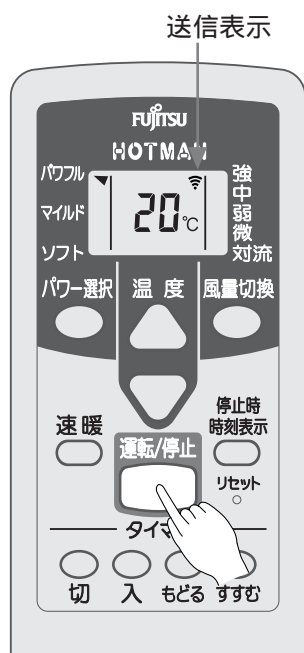 送信表示
FUJITSU
HOTMAN
パワフル
マイルド
ソフト
20℃
強
中
弱
微
対流
パワー選択
温度
風量切換
速暖
運転/停止
停止時
時刻表示
リセット
切
入
もどる
すすむ